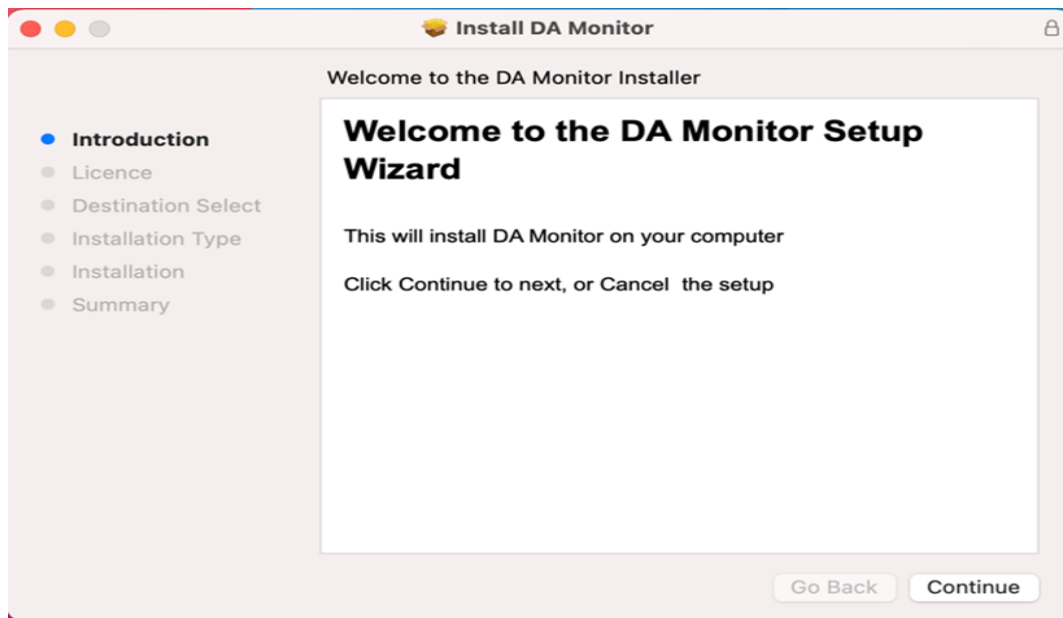 Install DA Monitor
Welcome to the DA Monitor Installer
Introduction
Licence
Destination Select
Installation Type
Installation
Summary
Welcome to the DA Monitor Setup
Wizard
This will install DA Monitor on your computer
Click Continue to next, or Cancel  the setup
Go Back
Continue